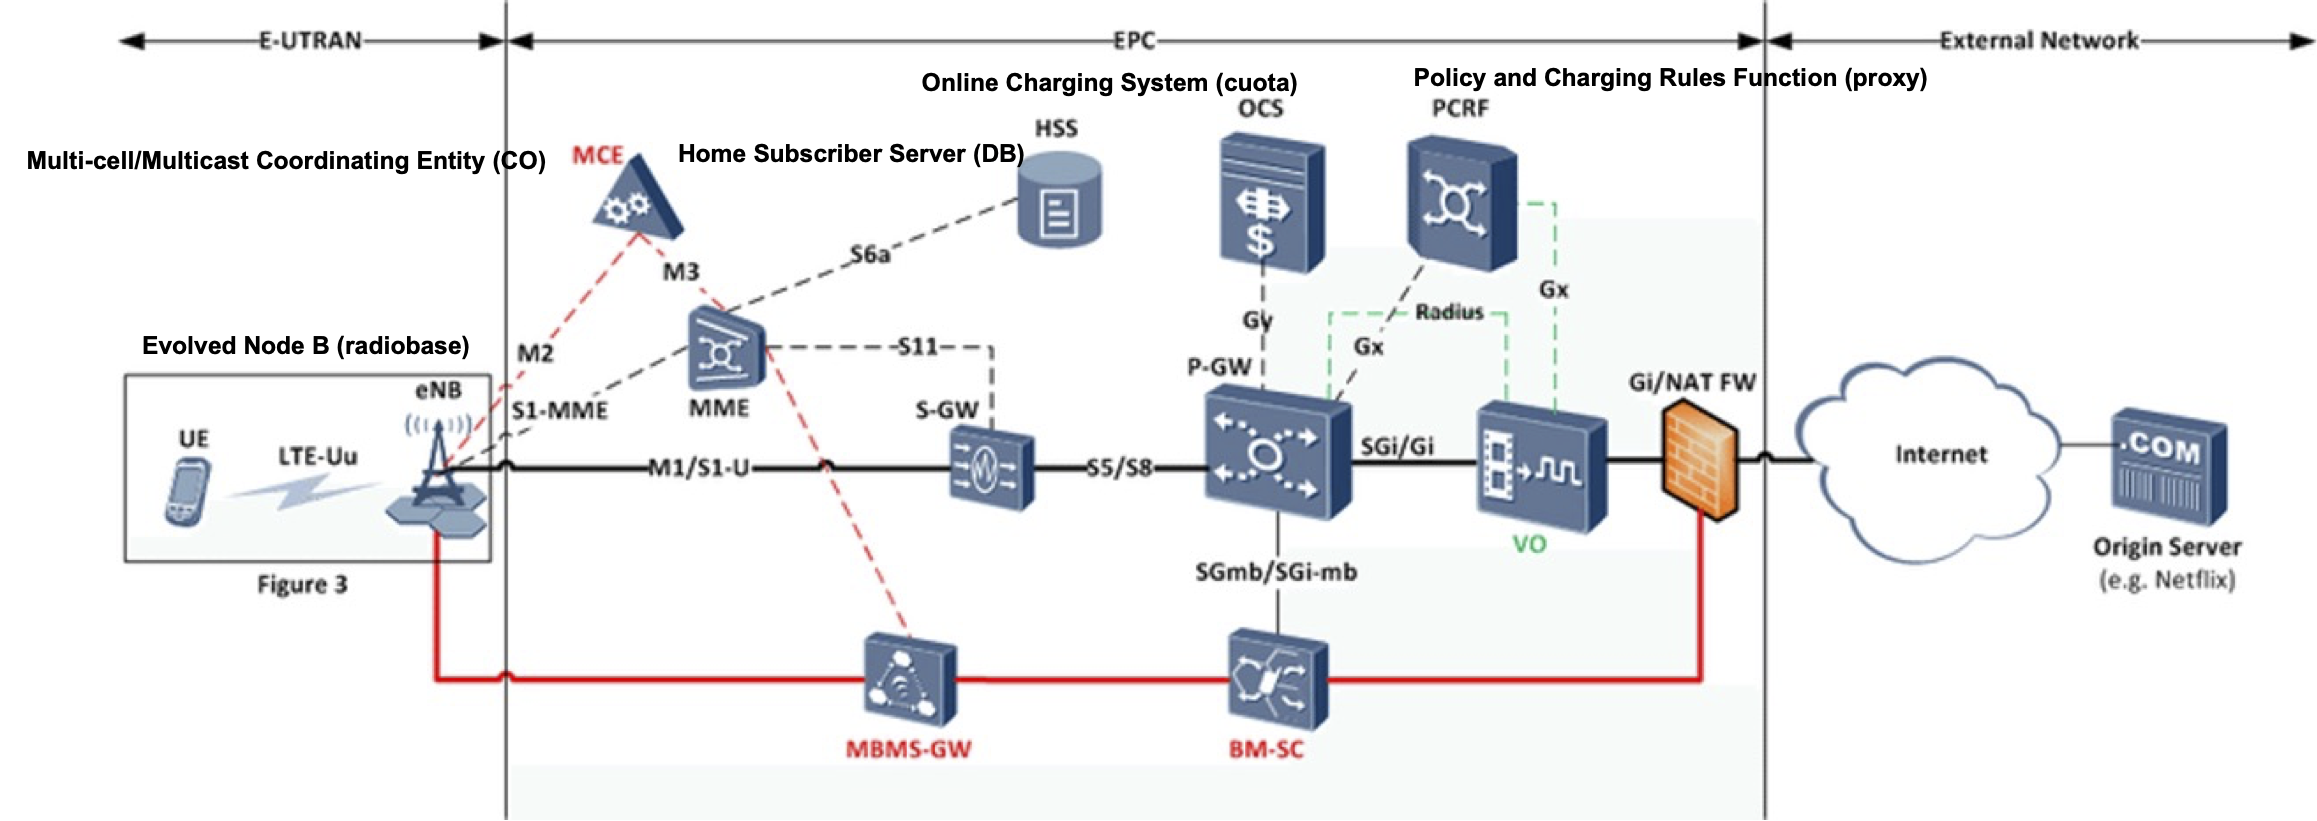 E-UTRAN
EPC
External Network
Online Charging System (cuota)
Policy and Charging Rules Function (proxy)
OCS
PCRF
HSS
Multi-cell/Multicast Coordinating Entity (CO)
MCE
Home Subscriber Server (DB)
S6a
M3
Gx
Radius
Gy
Gx
Evolved Node B (radiobase)
M2
S11
P-GW
Gi/NAT FW
eNB
S1-MME
MME
S-GW
UE
LTE-Uu
M1/S1-U
S5/S8
SGi/Gi
Internet
.COM
VO
Origin Server
(e.g. Netflix)
Figure 3
SGmb/SGi-mb
MBMS-GW
BM-SC